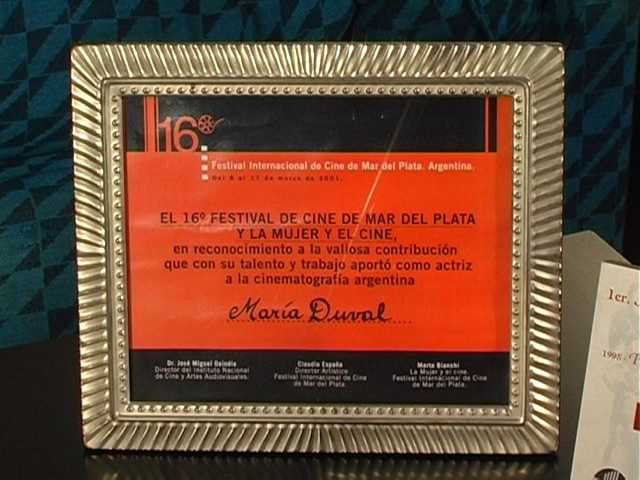 16º
Festival Internacional de Cine de Mar del Plata. Argentina.
Del 8 al 17 de marzo de 2001.
EL 16º FESTIVAL DE CINE DE MAR DEL PLATA
Y LA MUJER Y EL CINE,
en reconocimiento a la valiosa contribución
que con su talento y trabajo aportó como actriz
a la cinematografía argentina
María Duval
Dr. José Miguel Onaindia
Director del Instituto Nacional
de Cine y Artes Audiovisuales.
Claudio España
Director Artístico
Festival Internacional de Cine
de Mar del Plata.
Marta Bianchi
La Mujer y el cine.
Festival Internacional de Cine
de Mar del Plata.
1er.
1995.